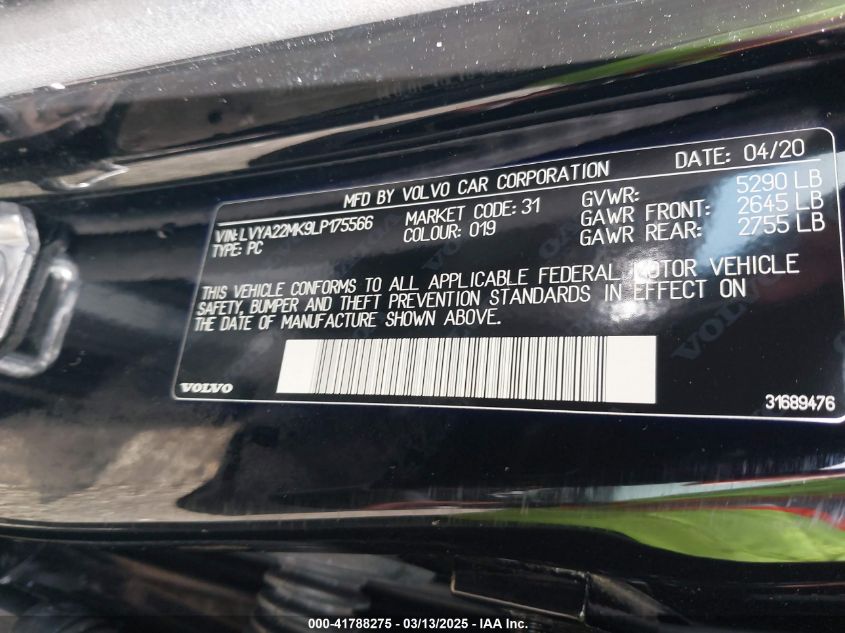 MFD BY VOLVO CAR CORPORATION DATE: 04/20
VIN:LVYA22MK9LP175566 MARKET CODE: 31 GVWR: 5290 LB
TYPE: PC COLOUR: 019 GAWR FRONT: 2645 LB
GAWR REAR: 2755 LB
THIS VEHICLE CONFORMS TO ALL APPLICABLE FEDERAL MOTOR VEHICLE
SAFETY, BUMPER AND THEFT PREVENTION STANDARDS IN EFFECT ON
THE DATE OF MANUFACTURE SHOWN ABOVE.
VOLVO 31689476
000-41788275 - 03/13/2025 - IAA Inc.